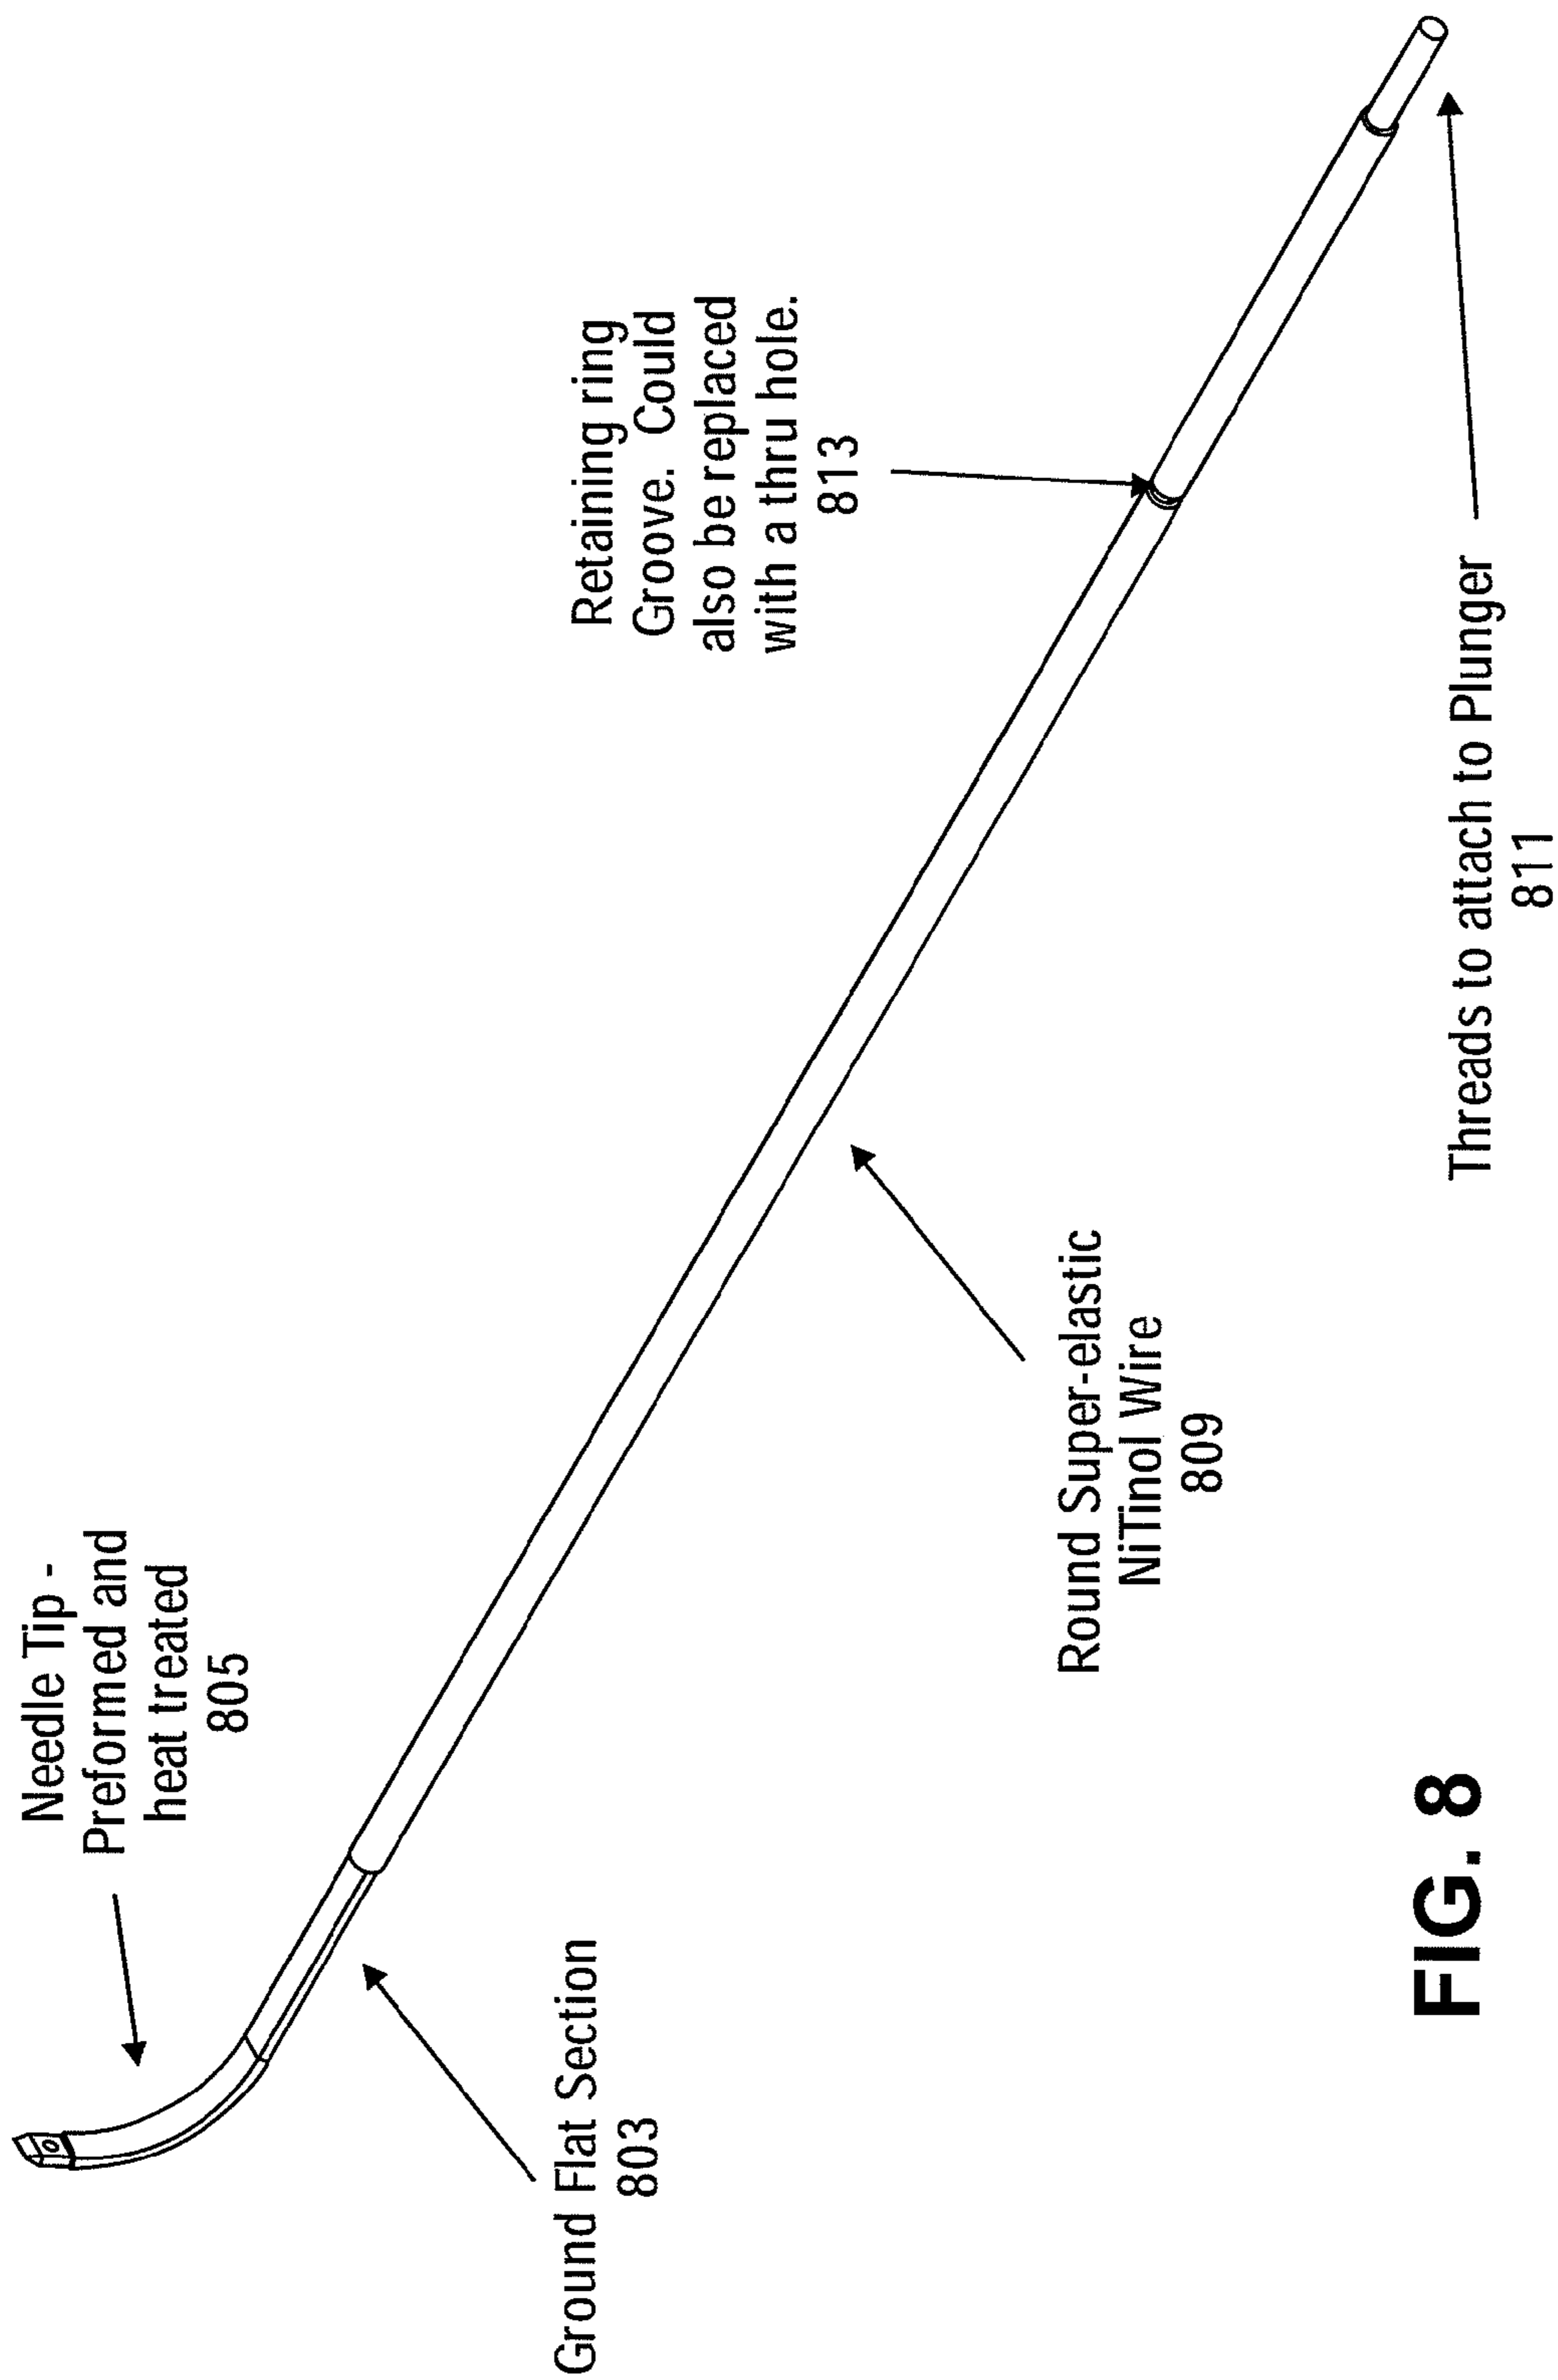 Needle Tip -
Preformed and
heat treated
805
Ground Flat Section
803
Retaining ring
Groove. Could
also be replaced
with a thru hole.
813
Round Super-elastic
NiTinol Wire
809
Threads to attach to Plunger
811
FIG. 8